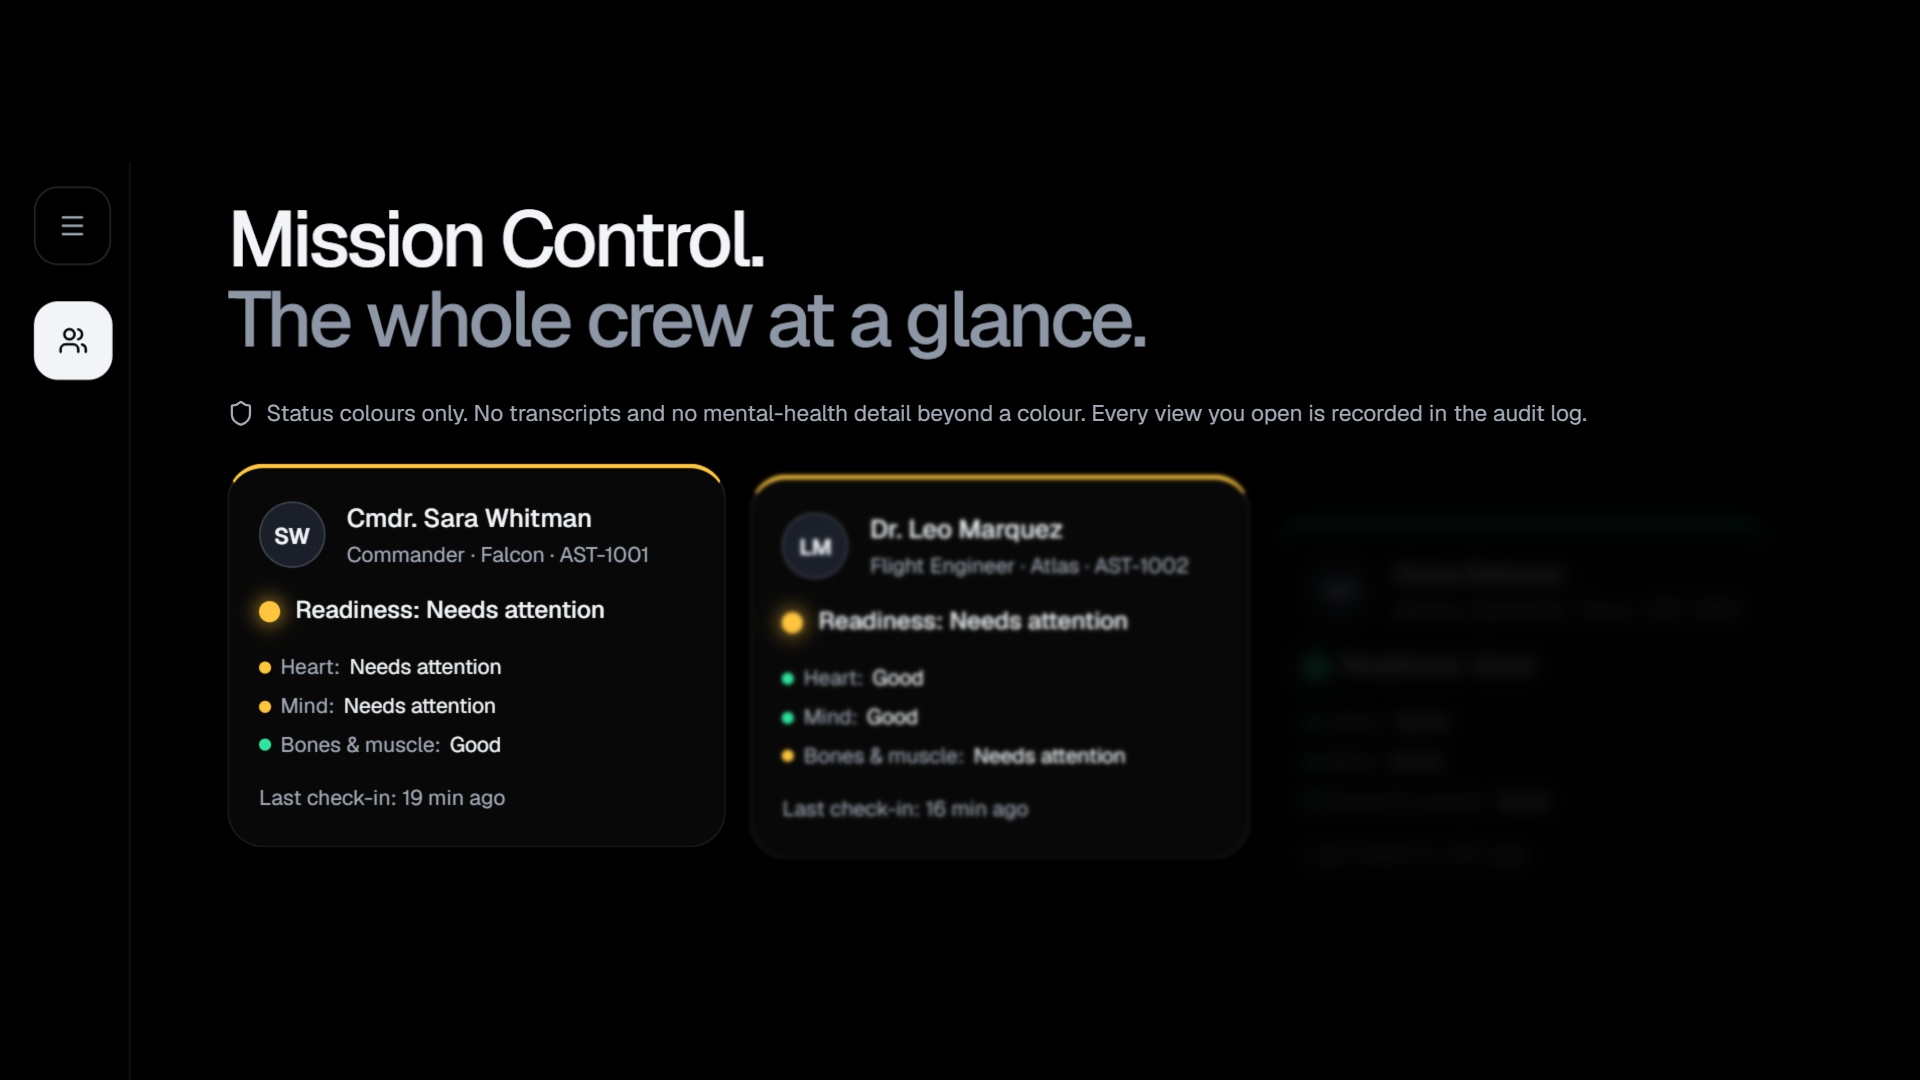 Mission Control.
The whole crew at a glance.
Status colours only. No transcripts and no mental-health detail beyond a colour. Every view you open is recorded in the audit log.
SW
Cmdr. Sara Whitman
Commander · Falcon · AST-1001
Readiness: Needs attention
Heart: Needs attention
Mind: Needs attention
Bones & muscle: Good
Last check-in: 19 min ago
LM
Dr. Leo Marquez
Flight Engineer · Atlas · AST-1002
Readiness: Needs attention
Heart: Good
Mind: Good
Bones & muscle: Needs attention
Last check-in: 16 min ago